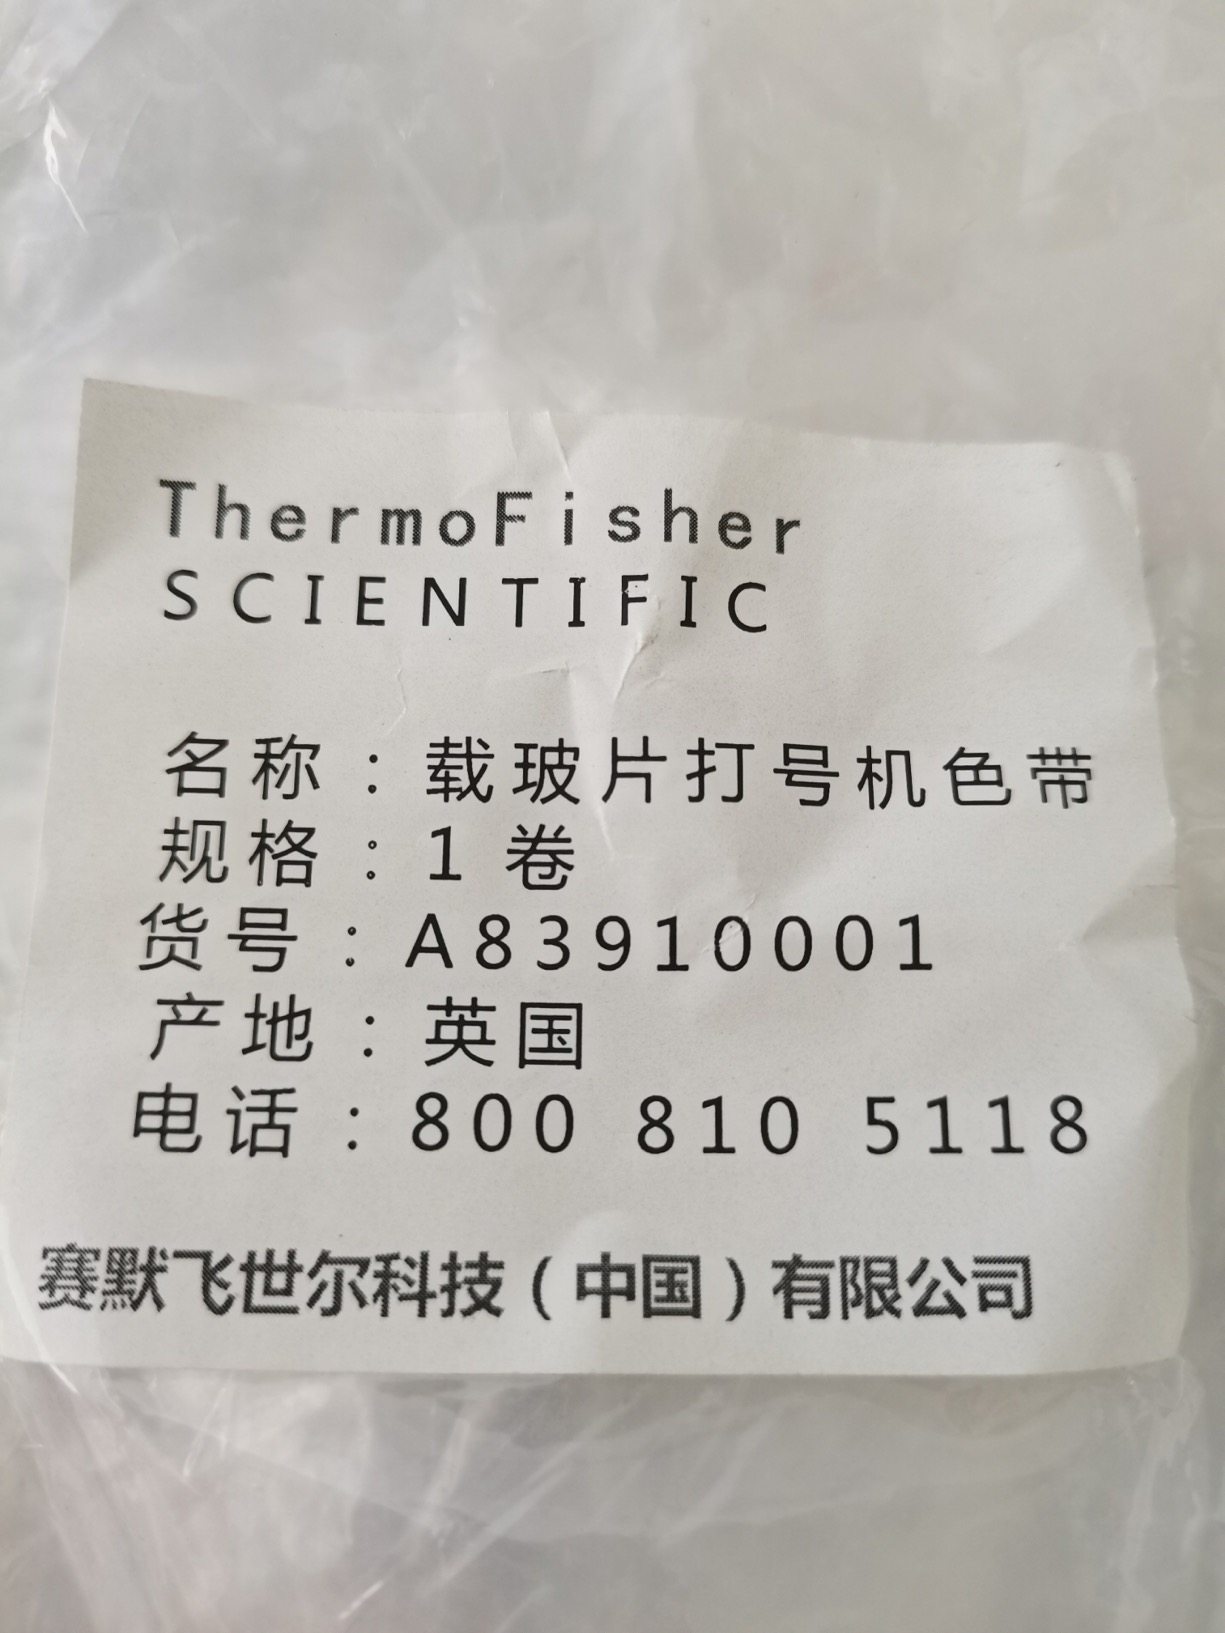 ThermoFisher
SCIENTIFIC
名称：载玻片打号机色带
规格：1 卷
货号：A83910001
产地：英国
电话：800 810 5118
赛默飞世尔科技（中国）有限公司